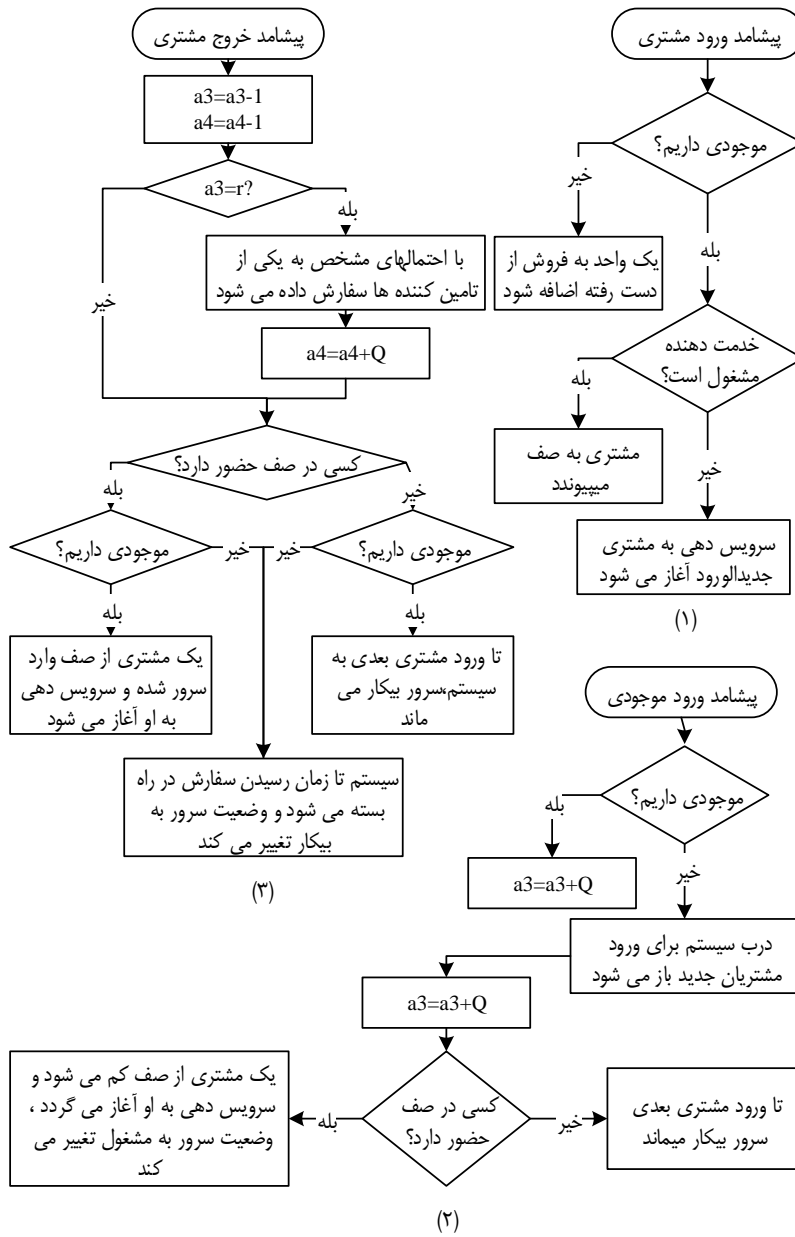 پیشامد ورود مشتری
موجودی داریم؟
خیر
بله
یک واحد به فروش از
دست رفته اضافه شود
خدمت دهنده
مشغول است؟
بله
خیر
مشتری به صف
میپیوندد
سرویس دهی به مشتری
جدیدالورود آغاز می شود
(۱)
پیشامد خروج مشتری
a3=a3-1
a4=a4-1
a3=r?
بله
خیر
با احتمالهای مشخص به یکی از
تامین کننده ها سفارش داده می شود
a4=a4+Q
کسی در صف حضور دارد؟
بله
خیر
موجودی داریم؟
خیر
خیر
موجودی داریم؟
بله
بله
یک مشتری از صف وارد
سرور شده و سرویس دهی
به او آغاز می شود
تا ورود مشتری بعدی به
سیستم،سرور بیکار می
ماند
سیستم تا زمان رسیدن سفارش در راه
بسته می شود و وضعیت سرور به
بیکار تغییر می کند
(۳)
پیشامد ورود موجودی
موجودی داریم؟
بله
خیر
a3=a3+Q
درب سیستم برای ورود
مشتریان جدید باز می شود
a3=a3+Q
کسی در صف
حضور دارد؟
بله
خیر
یک مشتری از صف کم می شود و
سرویس دهی به او آغاز می گردد ،
وضعیت سرور به مشغول تغییر می
کند
تا ورود مشتری بعدی
سرور بیکار میماند
(۲)